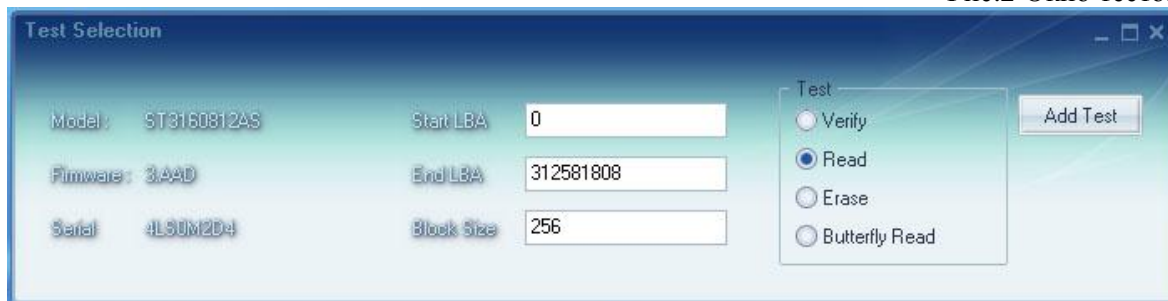 Test Selection
Model: ST3160812AS Start LBA 0
Firmware: 3.AAD End LBA 312581808
Serial 4LS0M2D4 Block Size 256
Test
Verify
Read
Erase
Butterfly Read
Add Test